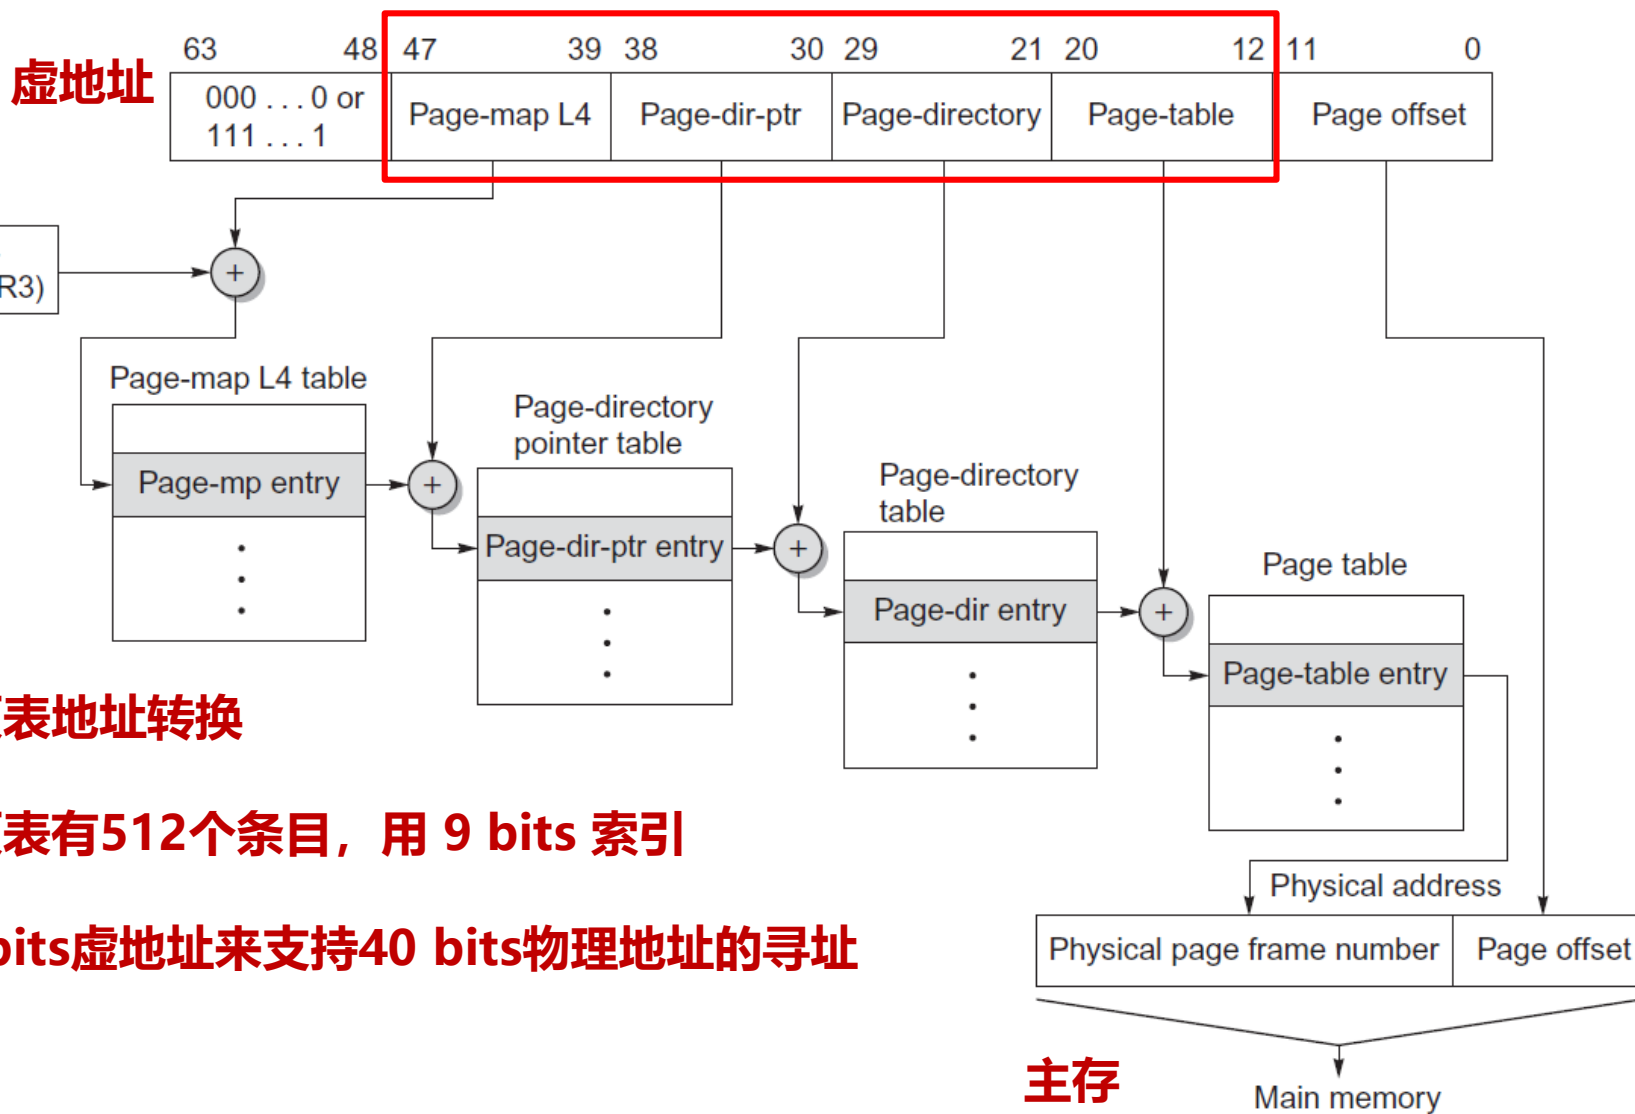 63 48 47 39 38 30 29 21 20 12 11 0
虚地址
000 . . . 0 or
111 . . . 1
Page-map L4
Page-dir-ptr
Page-directory
Page-table
Page offset
R3)
+
Page-map L4 table
Page-mp entry
+
Page-directory
pointer table
Page-dir-ptr entry
+
Page-directory
table
Page-dir entry
+
Page table
Page-table entry
表地址转换
表有512个条目，用 9 bits 索引
bits虚地址来支持40 bits物理地址的寻址
Physical address
Physical page frame number
Page offset
主存
Main memory